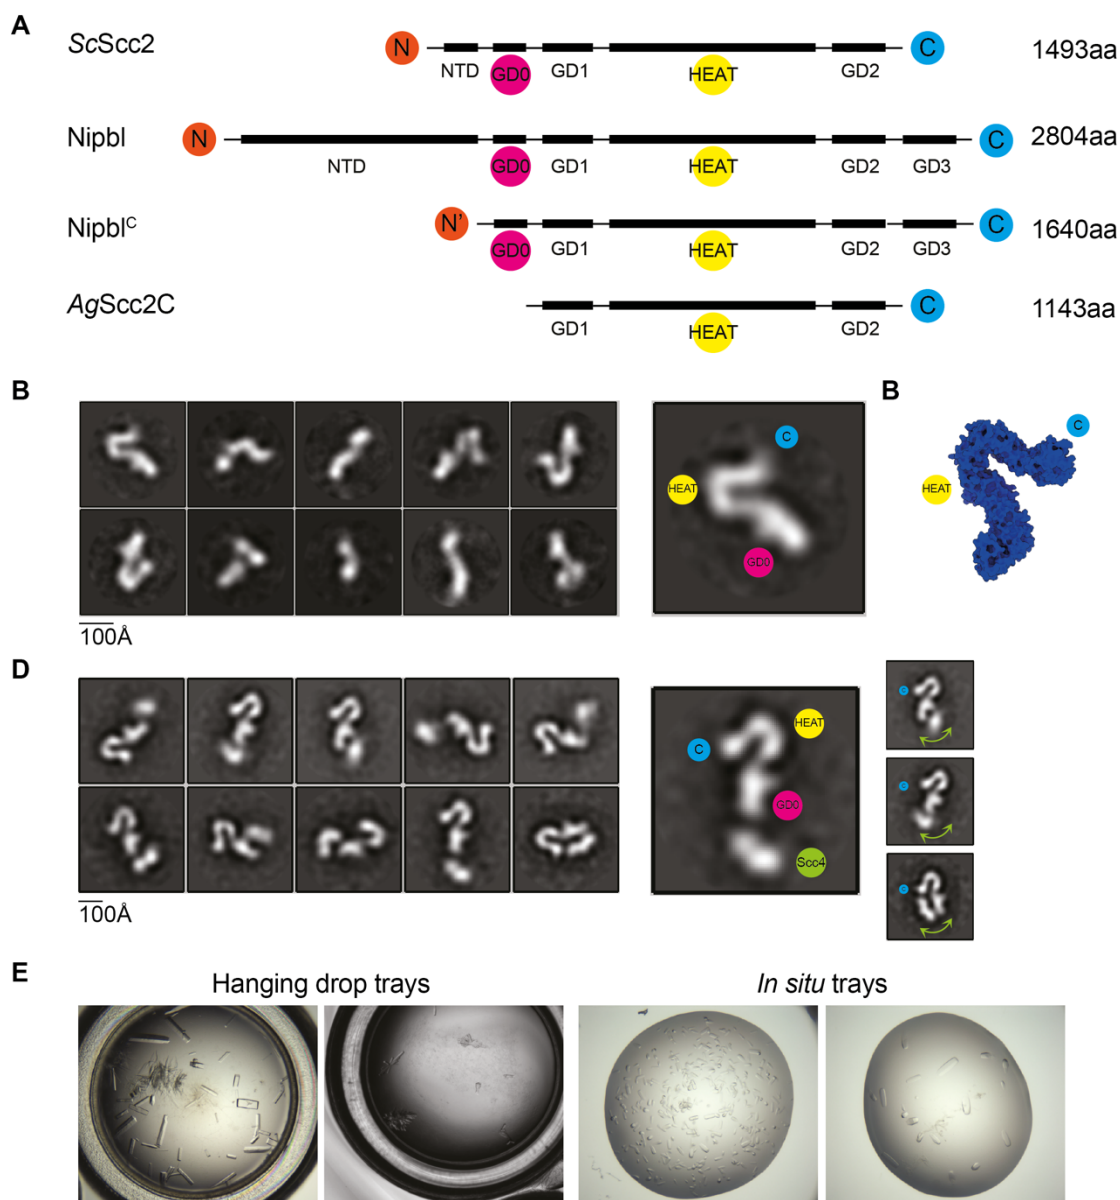 A
ScScc2
N
C
1493aa
NTD
GD0
GD1
HEAT
GD2
Nipbl
N
C
2804aa
NTD
GD0
GD1
HEAT
GD2
GD3
Nipblᶜ
N'
C
1640aa
GD0
GD1
HEAT
GD2
GD3
AgScc2C
C
1143aa
GD1
HEAT
GD2
B
C
HEAT
GD0
100Å
B
C
HEAT
D
HEAT
C
GD0
Scc4
100Å
C
C
C
E
Hanging drop trays
In situ trays